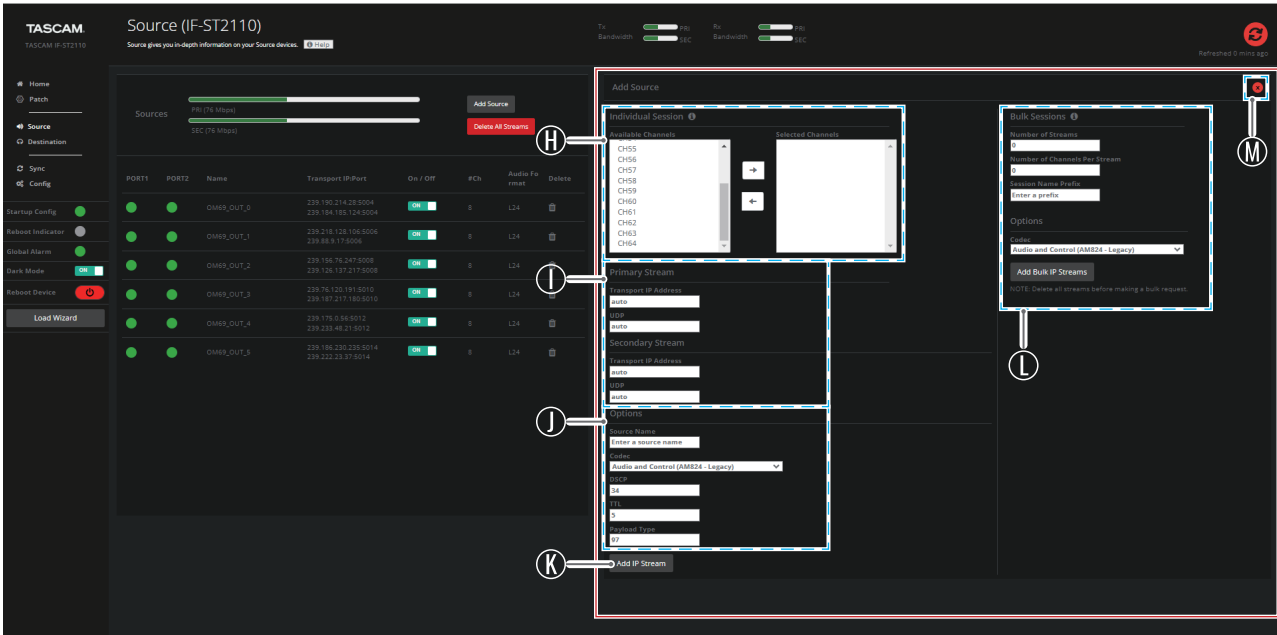 TASCAM.
TASCAM IF-ST2110
Source (IF-ST2110)
Source gives you in-depth information on your Source devices. Help
Tx Bandwidth PRI SEC
Rx Bandwidth PRI SEC
Refreshed 0 mins ago
Home
Patch
Source
Destination
Sync
Config
Startup Config
Reboot Indicator
Global Alarm
Dark Mode ON
Reboot Device
Load Wizard
Sources
PRI (76 Mbps)
SEC (76 Mbps)
Add Source
Delete All Streams
PORT1 PORT2 Name Transport IP:Port On / Off #Ch Audio Fo
rmat Delete
OM69_OUT_0 239.190.214.28:5004 ON 8 L24
239.184.185.124:5004
OM69_OUT_1 239.218.128.106:5006 ON 8 L24
239.88.9.17:5006
OM69_OUT_2 239.156.76.247:5008 ON 8 L24
239.126.137.217:5008
OM69_OUT_3 239.76.120.191:5010 ON 8 L24
239.187.217.180:5010
OM69_OUT_4 239.175.0.56:5012 ON 8 L24
239.233.48.21:5012
OM69_OUT_5 239.186.230.235:5014 ON 8 L24
239.222.23.37:5014
Add Source
H
Individual Session
Available Channels
CH55
CH56
CH57
CH58
CH59
CH60
CH61
CH62
CH63
CH64
Selected Channels
I
Primary Stream
Transport IP Address
auto
UDP
auto
Secondary Stream
Transport IP Address
auto
UDP
auto
J
Options
Source Name
Enter a source name
Codec
Audio and Control (AM824 - Legacy)
DSCP
34
TTL
5
Payload Type
97
K
Add IP Stream
Bulk Sessions
Number of Streams
0
Number of Channels Per Stream
0
Session Name Prefix
Enter a prefix
Options
Codec
Audio and Control (AM824 - Legacy)
Add Bulk IP Streams
NOTE: Delete all streams before making a bulk request.
L
M